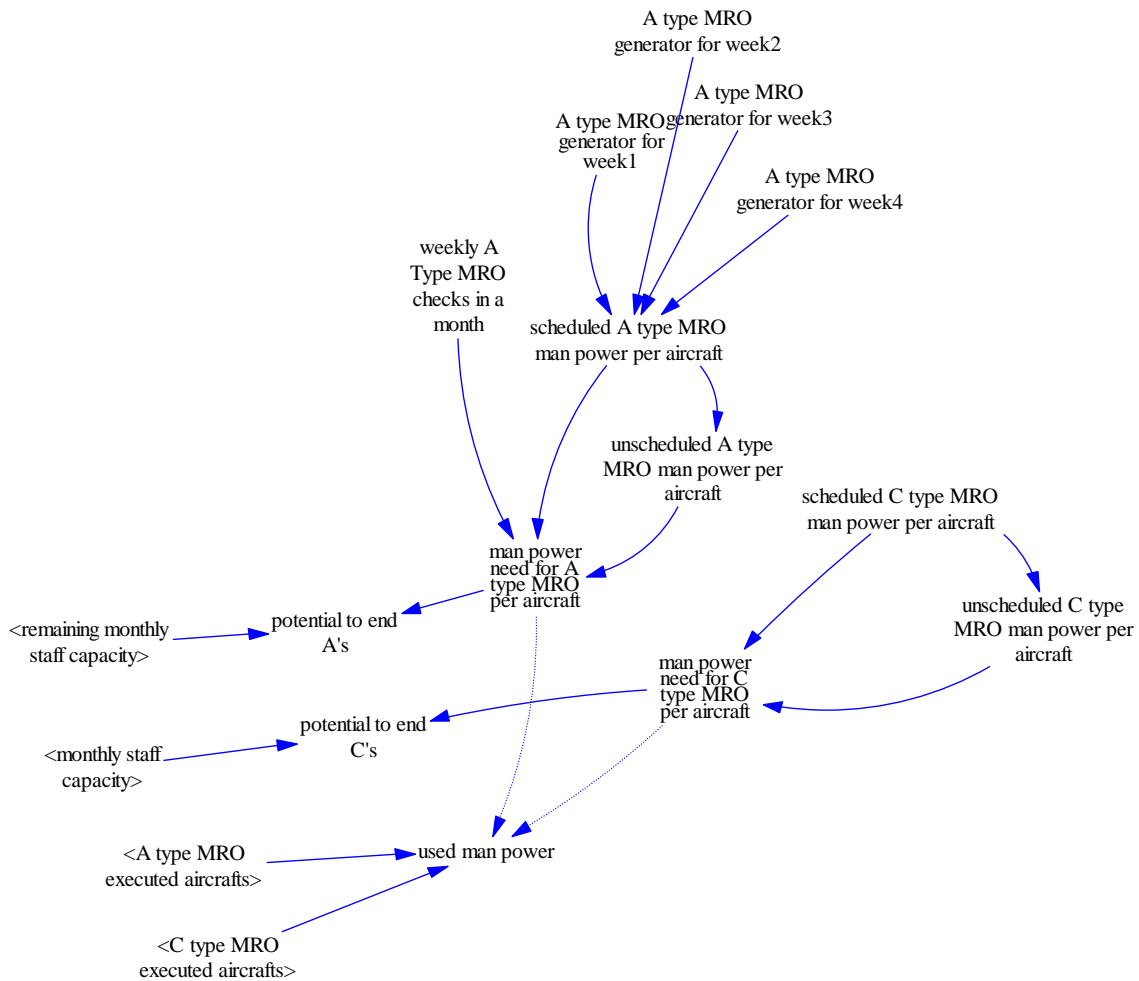 A type MRO
generator for week2
A type MRO
generator for week3
A type MRO
generator for
week1
A type MRO
generator for week4
weekly A
Type MRO
checks in a
month
scheduled A type MRO
man power per aircraft
unscheduled A type
MRO man power per
aircraft
scheduled C type MRO
man power per aircraft
man power
need for A
type MRO
per aircraft
unscheduled C type
MRO man power per
aircraft
potential to end
A's
<remaining monthly
staff capacity>
man power
need for C
type MRO
per aircraft
potential to end
C's
<monthly staff
capacity>
used man power
<A type MRO
executed aircrafts>
<C type MRO
executed aircrafts>